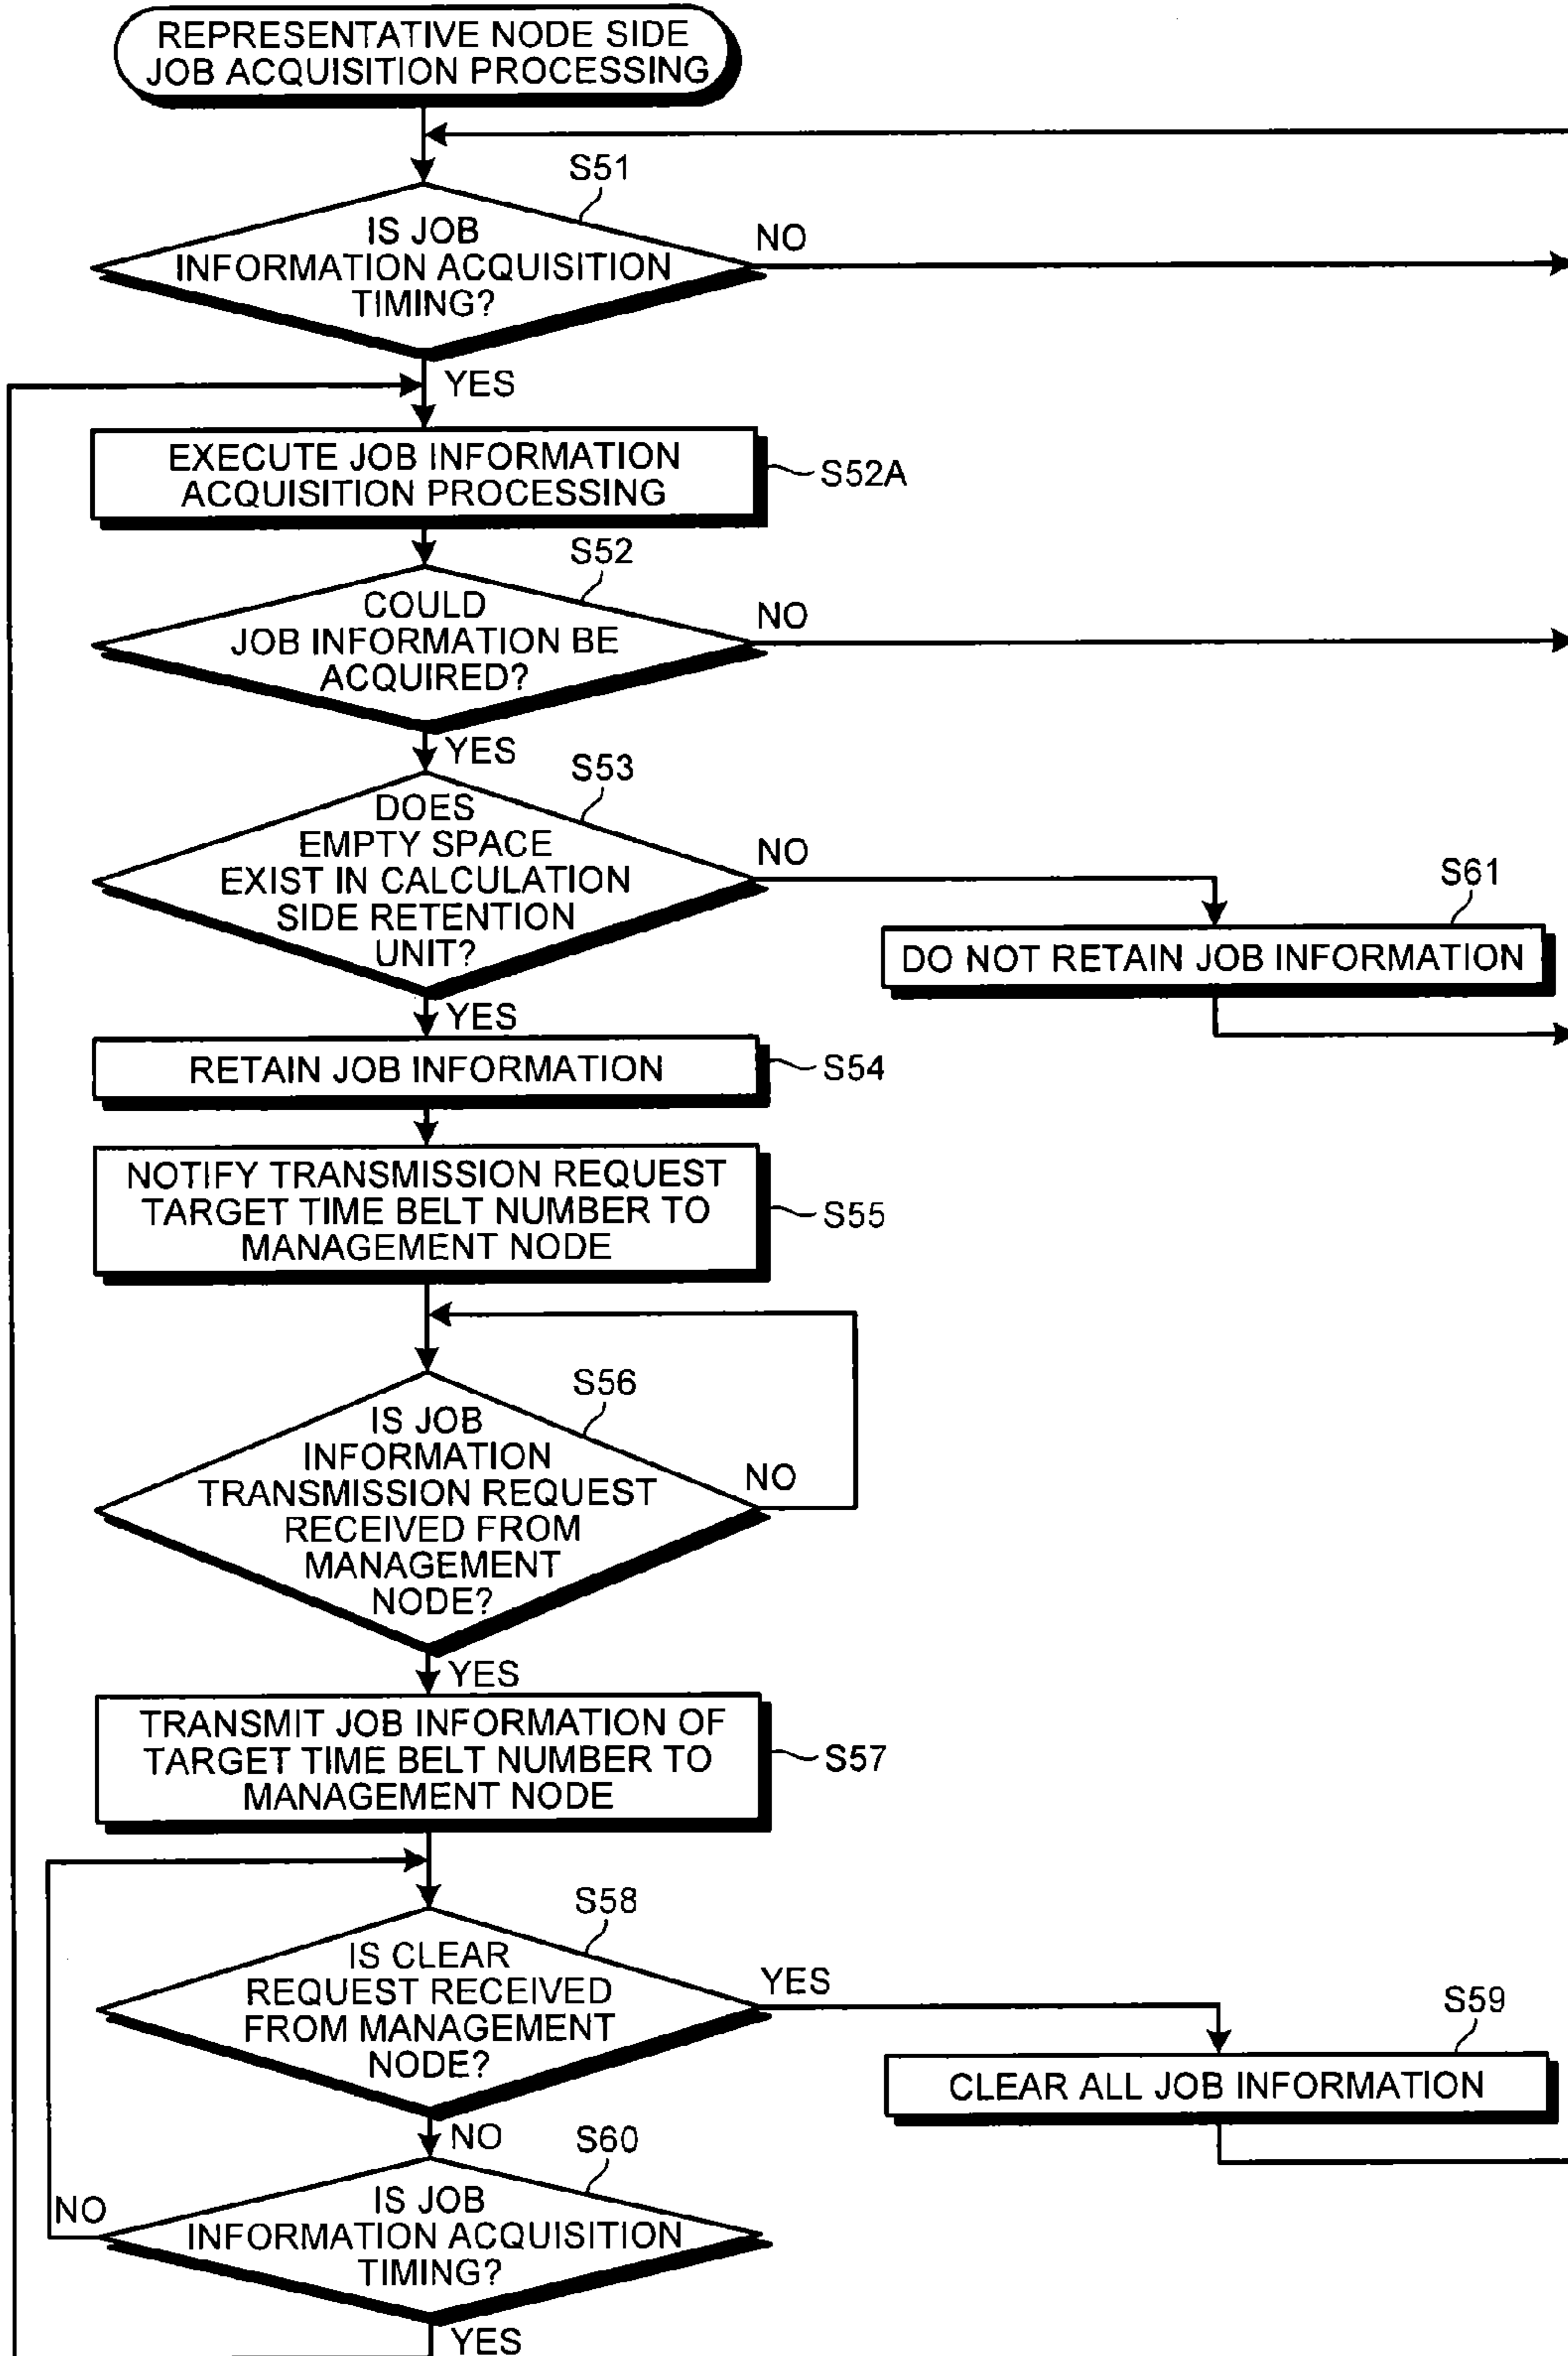 REPRESENTATIVE NODE SIDE
JOB ACQUISITION PROCESSING
S51
IS JOB
INFORMATION ACQUISITION
TIMING?
NO
YES
EXECUTE JOB INFORMATION
ACQUISITION PROCESSING
S52A
S52
COULD
JOB INFORMATION BE
ACQUIRED?
NO
YES
S53
DOES
EMPTY SPACE
EXIST IN CALCULATION
SIDE RETENTION
UNIT?
NO
S61
DO NOT RETAIN JOB INFORMATION
YES
RETAIN JOB INFORMATION
S54
NOTIFY TRANSMISSION REQUEST
TARGET TIME BELT NUMBER TO
MANAGEMENT NODE
S55
S56
IS JOB
INFORMATION
TRANSMISSION REQUEST
RECEIVED FROM
MANAGEMENT
NODE?
NO
YES
TRANSMIT JOB INFORMATION OF
TARGET TIME BELT NUMBER TO
MANAGEMENT NODE
S57
S58
IS CLEAR
REQUEST RECEIVED
FROM MANAGEMENT
NODE?
YES
S59
CLEAR ALL JOB INFORMATION
NO
S60
IS JOB
INFORMATION ACQUISITION
TIMING?
NO
YES